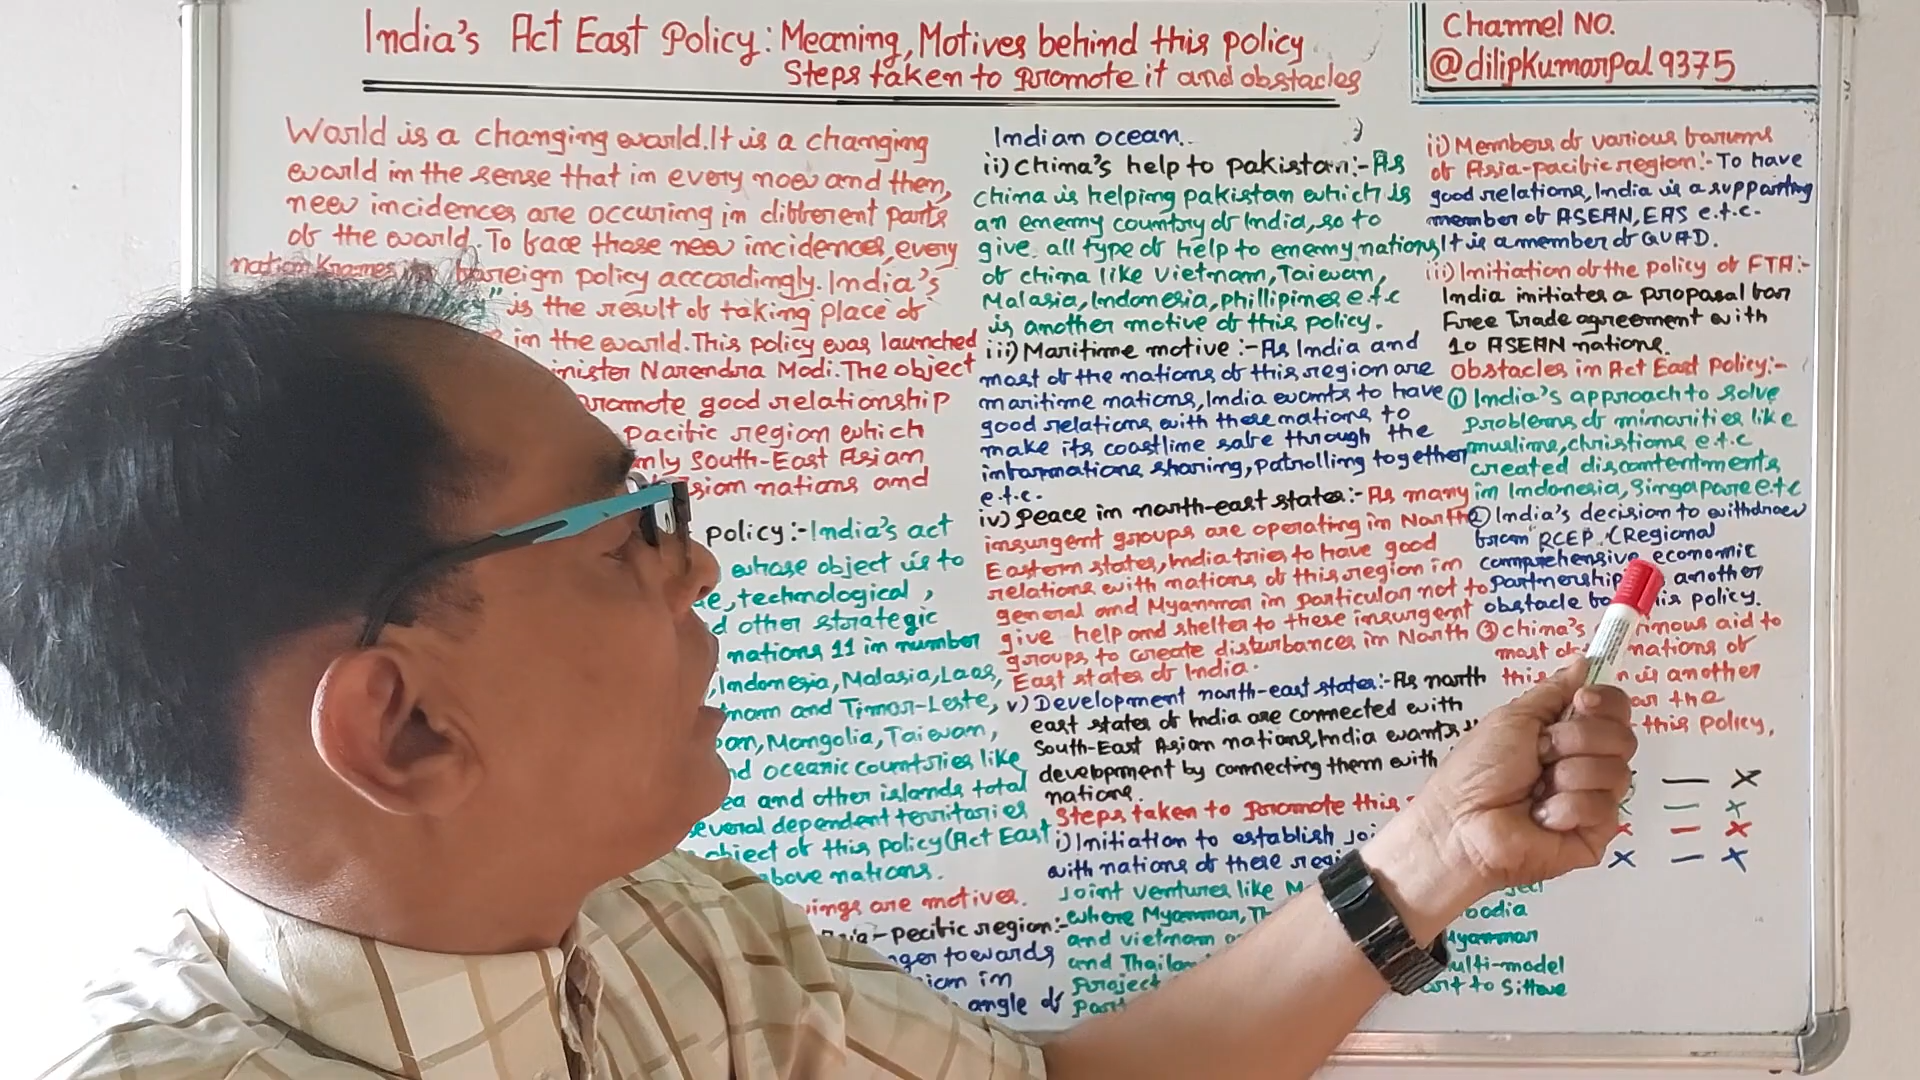 India's Act East Policy: Meaning, Motives behind this policy
Steps taken to promote it and obstacles
Channel No.
@dilipkumarpal9375
World is a changing world. It is a changing
world in the sense that in every now and then,
new incidences are occuring in different parts
of the world. To face those new incidences, every
nation frames its foreign policy accordingly. India's
" is the result of taking place of
in the world. This policy was launched
Minister Narendra Modi. The object
promote good relationship
pacific region which
South-East Asian
nations and
policy:- India's act
whose object is to
technological,
other strategic
nations 11 in number
, Indonesia, Malasia, Laos,
and Timor-Leste,
Mongolia, Taiwan,
oceanic countries like
and other islands total
several dependent territories
object of this policy (Act East
above nations.
are motives.
Asia-pecific region:-
towards
in
angle of
Indian ocean.
ii) China's help to pakistan:- As
china is helping pakistan which is
an enemy country of India, so to
give all type of help to enemy nations
of china like Vietnam, Taiwan,
Malasia, Indonesia, phillipines e.t.c
is another motive of this policy.
iii) Maritime motive:- As India and
most of the nations of this region are
maritime nations, India wants to have
good relations with these nations to
make its coastline safe through the
informations sharing, patrolling together
e.t.c.
iv) Peace in north-east states:- As many
insurgent groups are operating in North
Eastern states, India tries to have good
relations with nations of this region in
general and Myanmar in particular not to
give help and shelter to these insurgent
groups to create disturbances in North
East states of India.
v) Development north-east states:- As north
east states of India are connected with
South-East Asian nations, India wants
development by connecting them with
nations.
Steps taken to promote this
i) Initiation to establish
with nations of these
Joint ventures like
where Myanmar,
and vietnam
and
project
ii) Members of various forums
of Asia-pacific region:- To have
good relations, India is a supporting
member of ASEAN, EAS e.t.c.
It is a member of QUAD.
iii) Initiation of the policy of FTA:-
India initiates a proposal for
Free Trade agreement with
10 ASEAN nations.
Obstacles in Act East Policy:-
① India's approach to solve
problems of minorities like
muslims, christians e.t.c
created discontentments
in Indonesia, Singapore e.t.c
② India's decision to withdraw
from RCEP (Regional
comprehensive economic
partnership another
obstacle policy.
③ china's aid to
most nations of
this is another
the
this policy.
— x
— x
x — x
x — x
Myanmar
Multi-model
to Sittwe